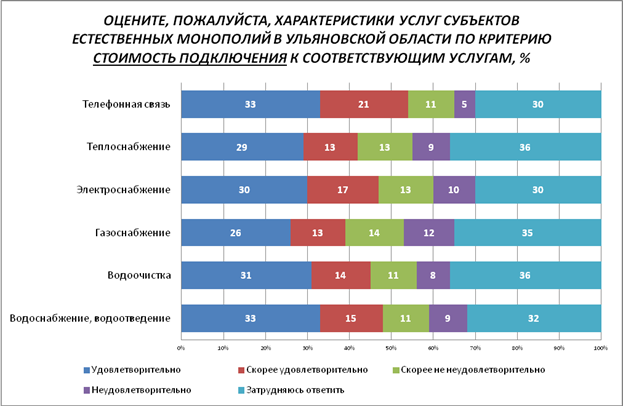 ОЦЕНИТЕ, ПОЖАЛУЙСТА, ХАРАКТЕРИСТИКИ УСЛУГ СУБЪЕКТОВ
ЕСТЕСТВЕННЫХ МОНОПОЛИЙ В УЛЬЯНОВСКОЙ ОБЛАСТИ ПО КРИТЕРИЮ
СТОИМОСТЬ ПОДКЛЮЧЕНИЯ К СООТВЕТСТВУЮЩИМ УСЛУГАМ, %
Телефонная связь 33 21 11 5 30
Теплоснабжение 29 13 13 9 36
Электроснабжение 30 17 13 10 30
Газоснабжение 26 13 14 12 35
Водоочистка 31 14 11 8 36
Водоснабжение, водоотведение 33 15 11 9 32
0% 10% 20% 30% 40% 50% 60% 70% 80% 90% 100%
Удовлетворительно Скорее удовлетворительно Скорее не неудовлетворительно
Неудовлетворительно Затрудняюсь ответить